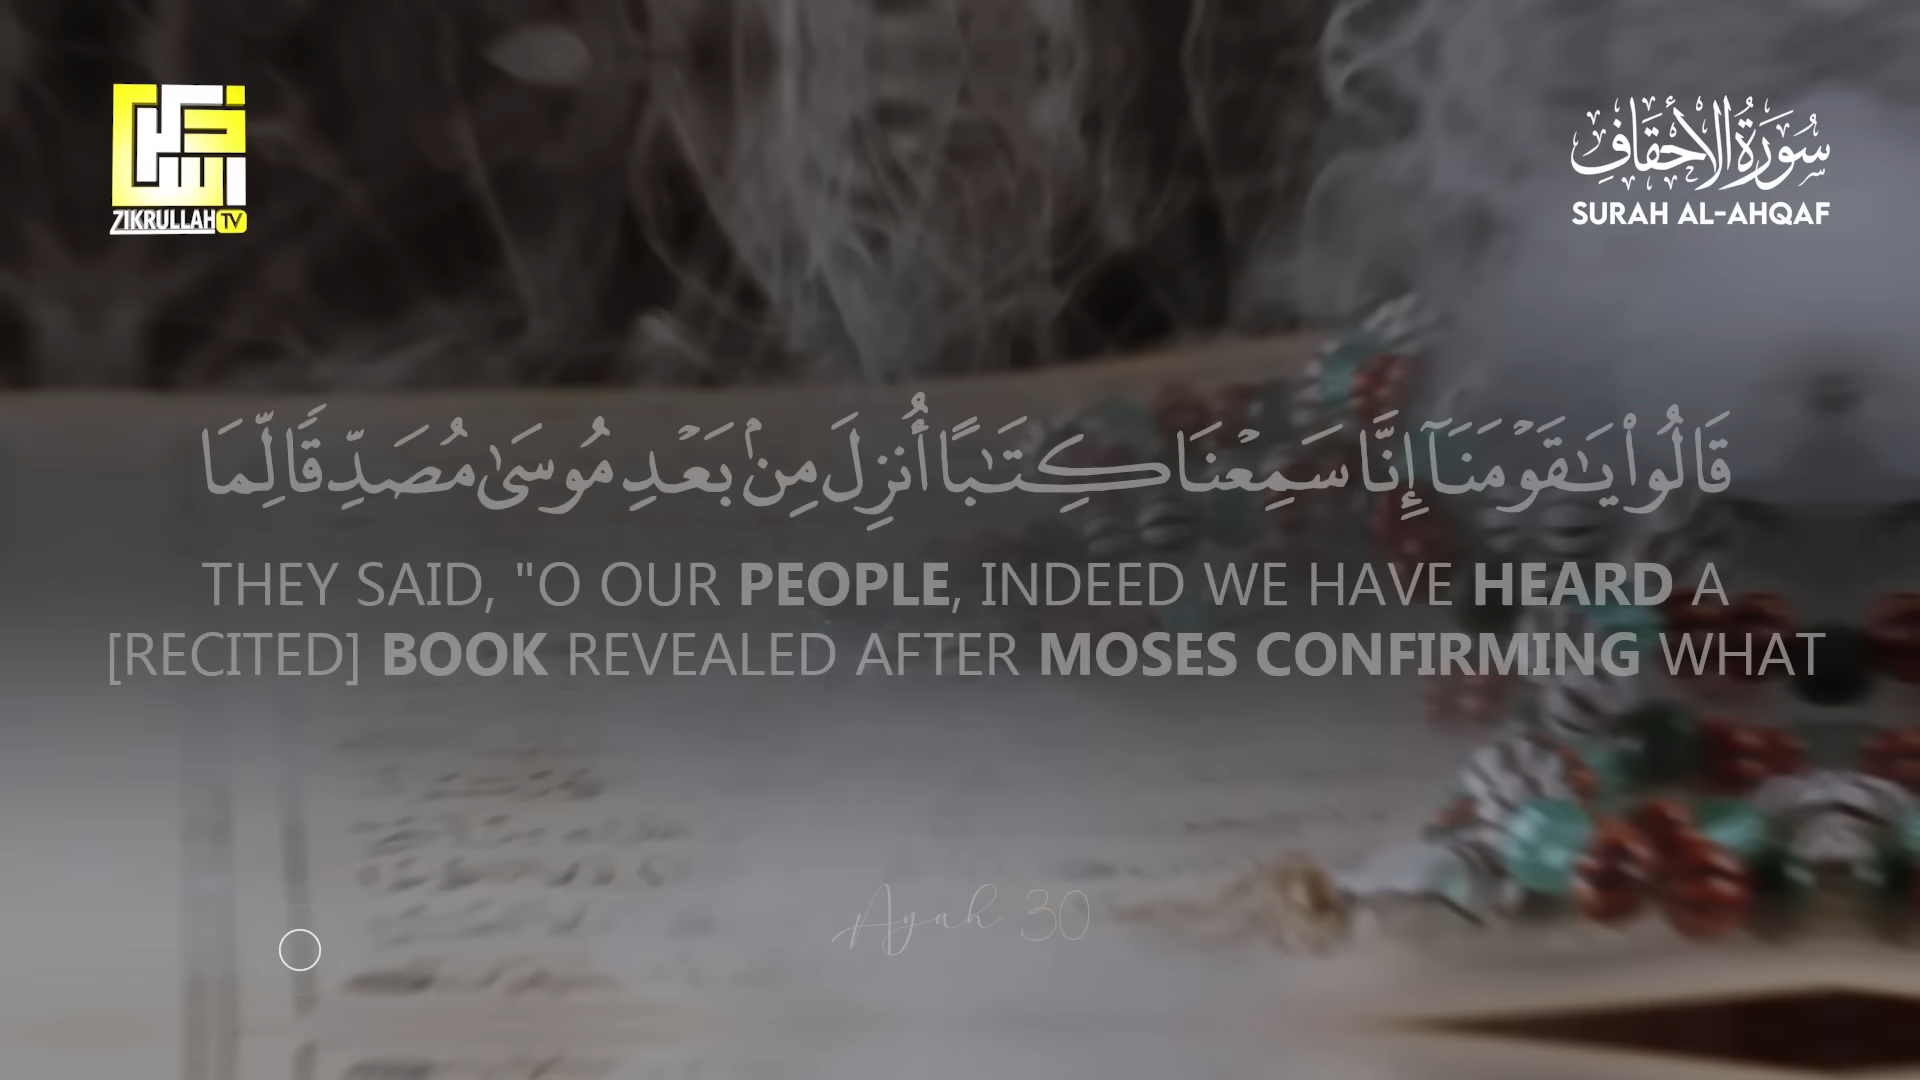 ZIKRULLAH TV
سُورَةُ الأَحْقَافِ
SURAH AL-AHQAF
قَالُوا۟ يَـٰقَوْمَنَآ إِنَّا سَمِعْنَا كِتَـٰبًا أُنزِلَ مِنۢ بَعْدِ مُوسَىٰ مُصَدِّقًا لِّمَا
THEY SAID, "O OUR PEOPLE, INDEED WE HAVE HEARD A
[RECITED] BOOK REVEALED AFTER MOSES CONFIRMING WHAT
Ayah 30